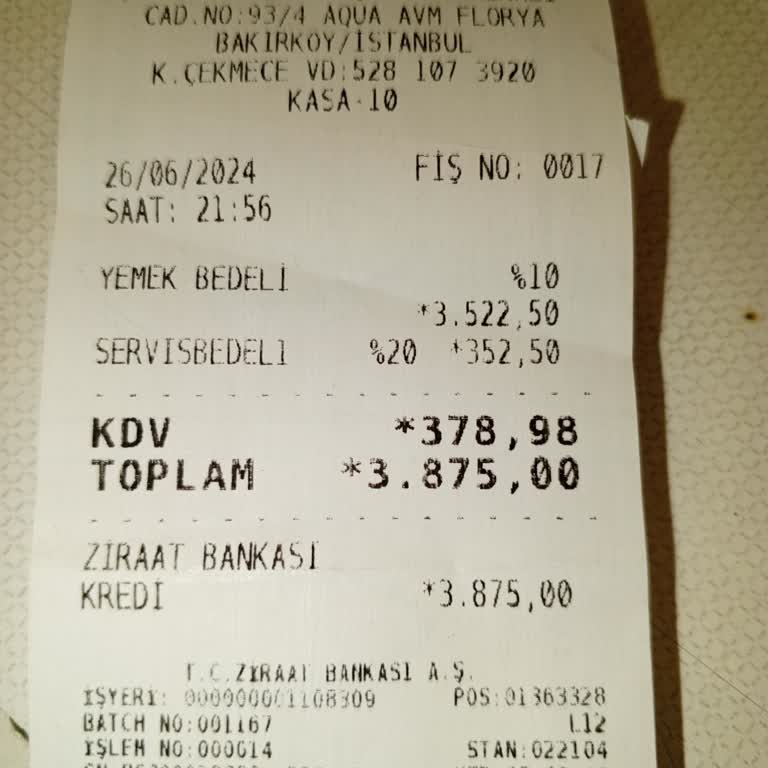 CAD.NO:93/4 AQUA AVM FLORYA
BAKIRKOY/İSTANBUL
K.ÇEKMECE VD:528 107 3920
KASA-10
26/06/2024 FİŞ NO: 0017
SAAT: 21:56
YEMEK BEDELİ %10
*3.522,50
SERVISBEDELI %20 *352,50
KDV *378,98
TOPLAM *3.875,00
ZİRAAT BANKASI
KREDİ *3.875,00
T.C.ZİRAAT BANKASI A.Ş.
İŞYERİ: 000000001108309 POS:01363328
BATCH NO:001167 L12
İŞLEM NO:000014 STAN:022104